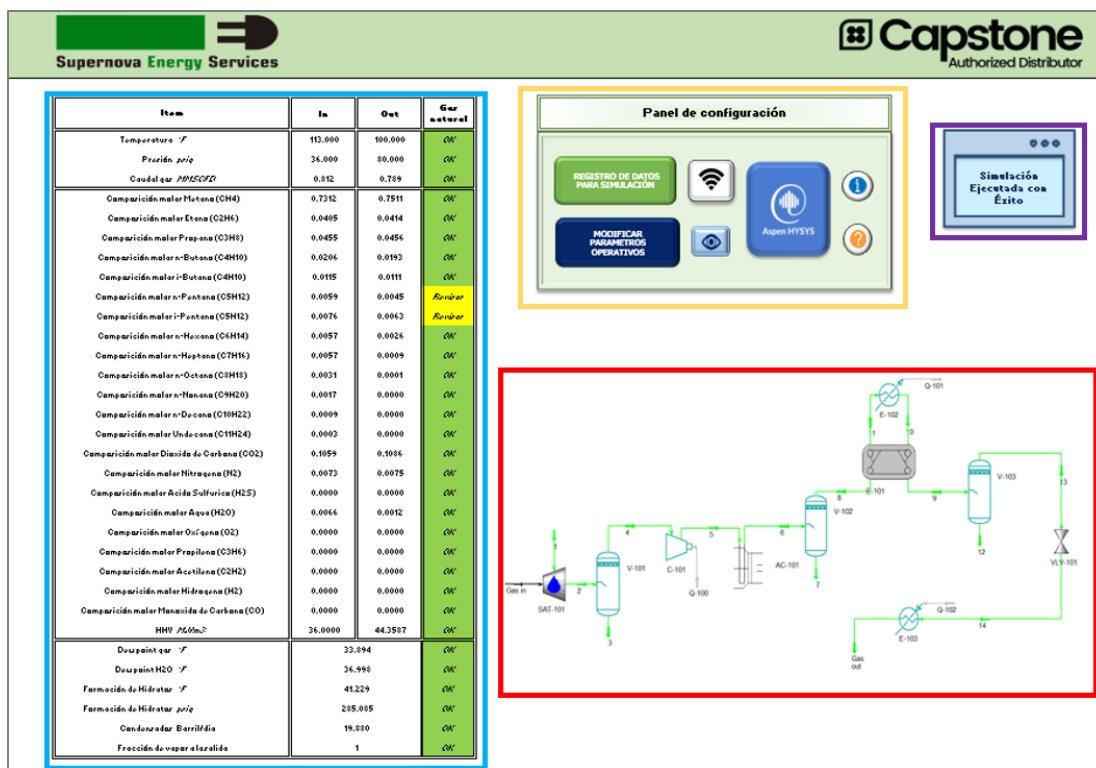 Supernova Energy Services
Capstone
Authorized Distributor
Item In Out Gas natural
Temperatura °F 113.000 100.000 OK
Presión psig 36.000 80.000 OK
Caudal gas MMSCFD 0.812 0.789 OK
Composición molar Metano (CH4) 0.7312 0.7511 OK
Composición molar Etano (C2H6) 0.0405 0.0414 OK
Composición molar Propano (C3H8) 0.0455 0.0456 OK
Composición molar n-Butano (C4H10) 0.0206 0.0193 OK
Composición molar i-Butano (C4H10) 0.0115 0.0111 OK
Composición molar n-Pentano (C5H12) 0.0059 0.0045 Revisar
Composición molar i-Pentano (C5H12) 0.0076 0.0063 Revisar
Composición molar n-Hexano (C6H14) 0.0057 0.0026 OK
Composición molar n-Heptano (C7H16) 0.0057 0.0009 OK
Composición molar n-Octano (C8H18) 0.0031 0.0001 OK
Composición molar n-Nonano (C9H20) 0.0017 0.0000 OK
Composición molar n-Decano (C10H22) 0.0009 0.0000 OK
Composición molar Undecano (C11H24) 0.0003 0.0000 OK
Composición molar Dioxido de Carbono (CO2) 0.1059 0.1086 OK
Composición molar Nitrogeno (N2) 0.0073 0.0075 OK
Composición molar Acido Sulfurico (H2S) 0.0000 0.0000 OK
Composición molar Agua (H2O) 0.0066 0.0012 OK
Composición molar Oxígeno (O2) 0.0000 0.0000 OK
Composición molar Propileno (C3H6) 0.0000 0.0000 OK
Composición molar Acetileno (C2H2) 0.0000 0.0000 OK
Composición molar Hidrogeno (H2) 0.0000 0.0000 OK
Composición molar Monoxido de Carbono (CO) 0.0000 0.0000 OK
HHV 36.0000 44.3587 OK
Dewpoint gas °F 33.894 OK
Dewpoint H2O °F 36.998 OK
Formación de Hidratos °F 41.229 OK
Formación de Hidratos psig 285.085 OK
Condensados Barril/día 19.880 OK
Fracción de vapor a la salida 1 OK
Panel de configuración
REGISTRO DE DATOS
PARA SIMULACIÓN
MODIFICAR
PARAMETROS
OPERATIVOS
Aspen HYSYS
i
?
Simulación
Ejecutada con
Éxito
Q-101
E-102
11
10
E-101
8
9
V-103
13
V-102
12
VLV-101
4
5
6
V-101
C-101
AC-101
7
Q-100
1
Gas in
2
SAT-101
3
Q-102
E-103
14
Gas
out